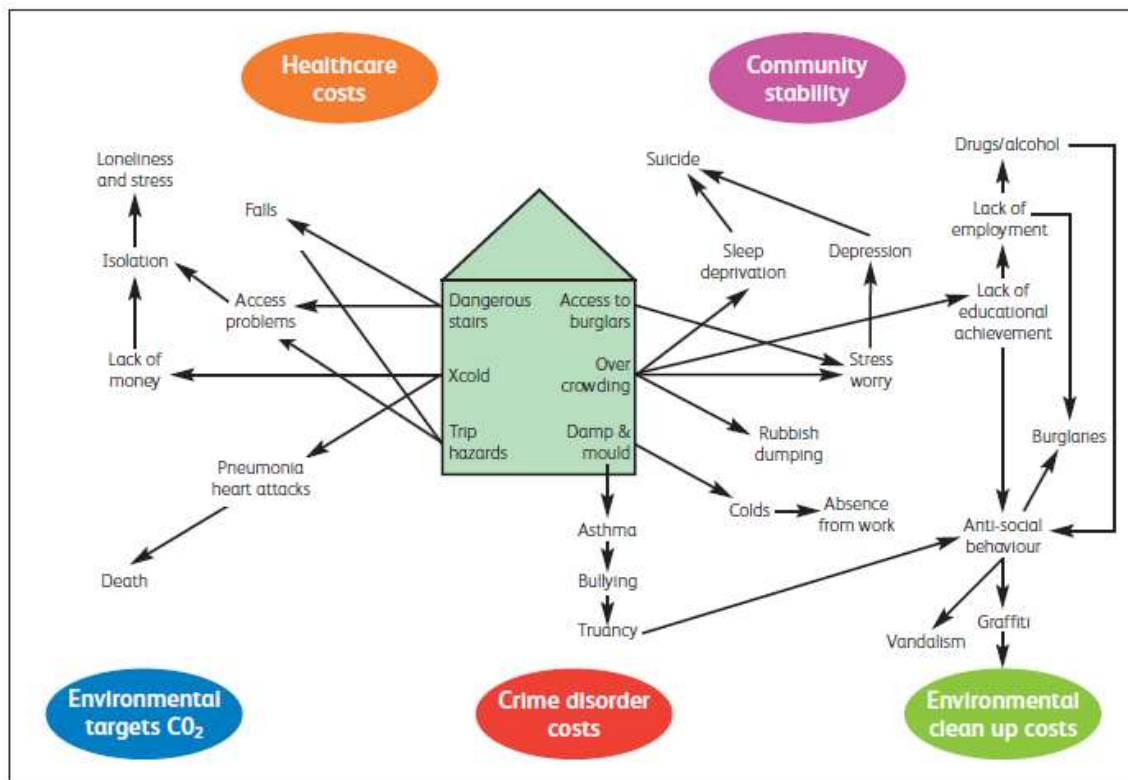 Healthcare
costs
Community
stability
Loneliness
and stress
Falls
Isolation
Access
problems
Lack of
money
Pneumonia
heart attacks
Death
Dangerous
stairs
Xcold
Trip
hazards
Access to
burglars
Over
crowding
Damp &
mould
Suicide
Sleep
deprivation
Depression
Stress
worry
Rubbish
dumping
Colds
Absence
from work
Asthma
Bullying
Truancy
Drugs/alcohol
Lack of
employment
Lack of
educational
achievement
Burglaries
Anti-social
behaviour
Graffiti
Vandalism
Environmental
targets C0₂
Crime disorder
costs
Environmental
clean up costs